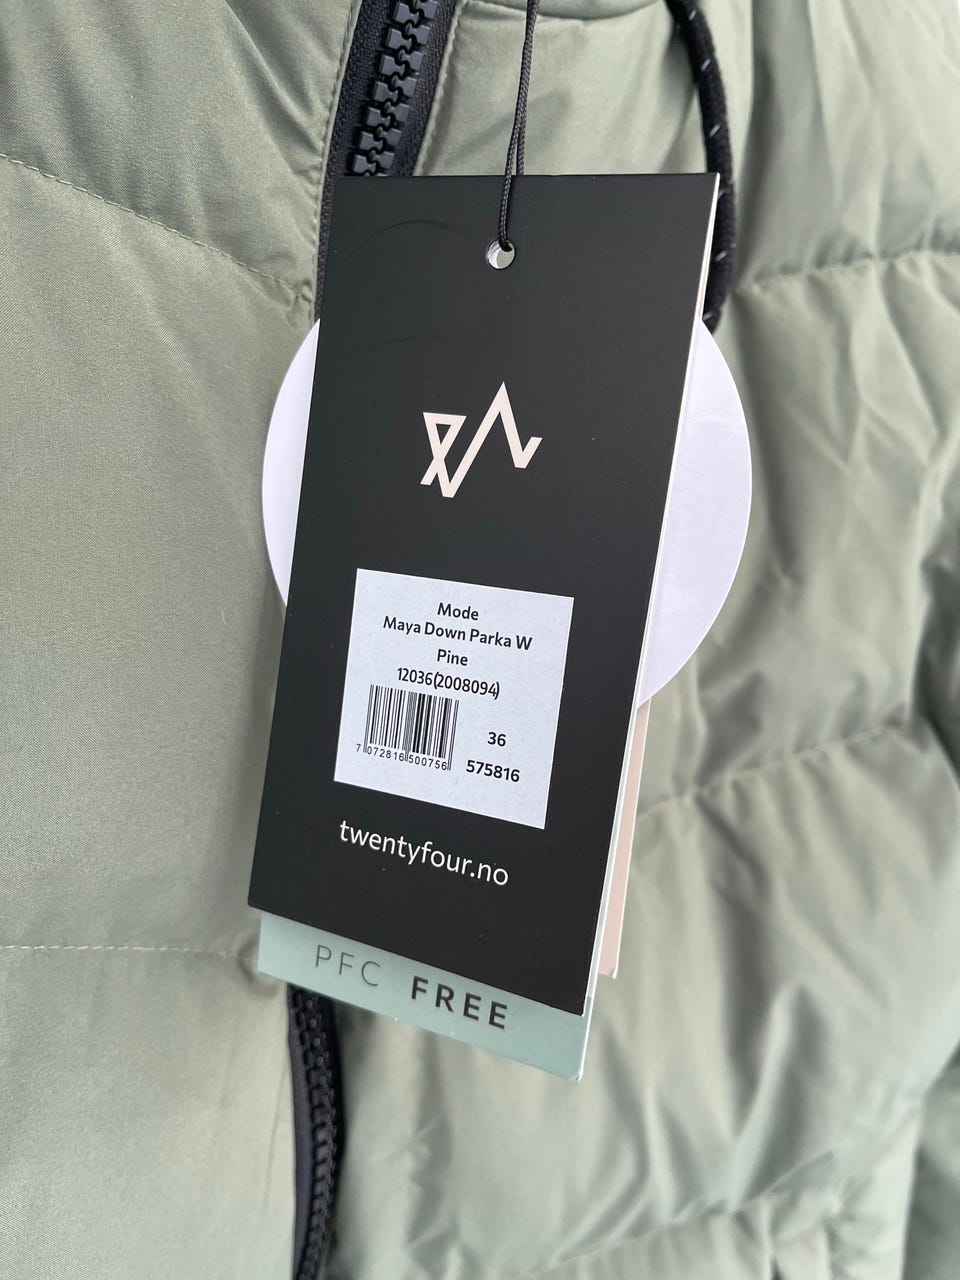 Mode
Maya Down Parka W
Pine
12036(2008094)
36
7 072816 500756
575816
twentyfour.no
PFC FREE